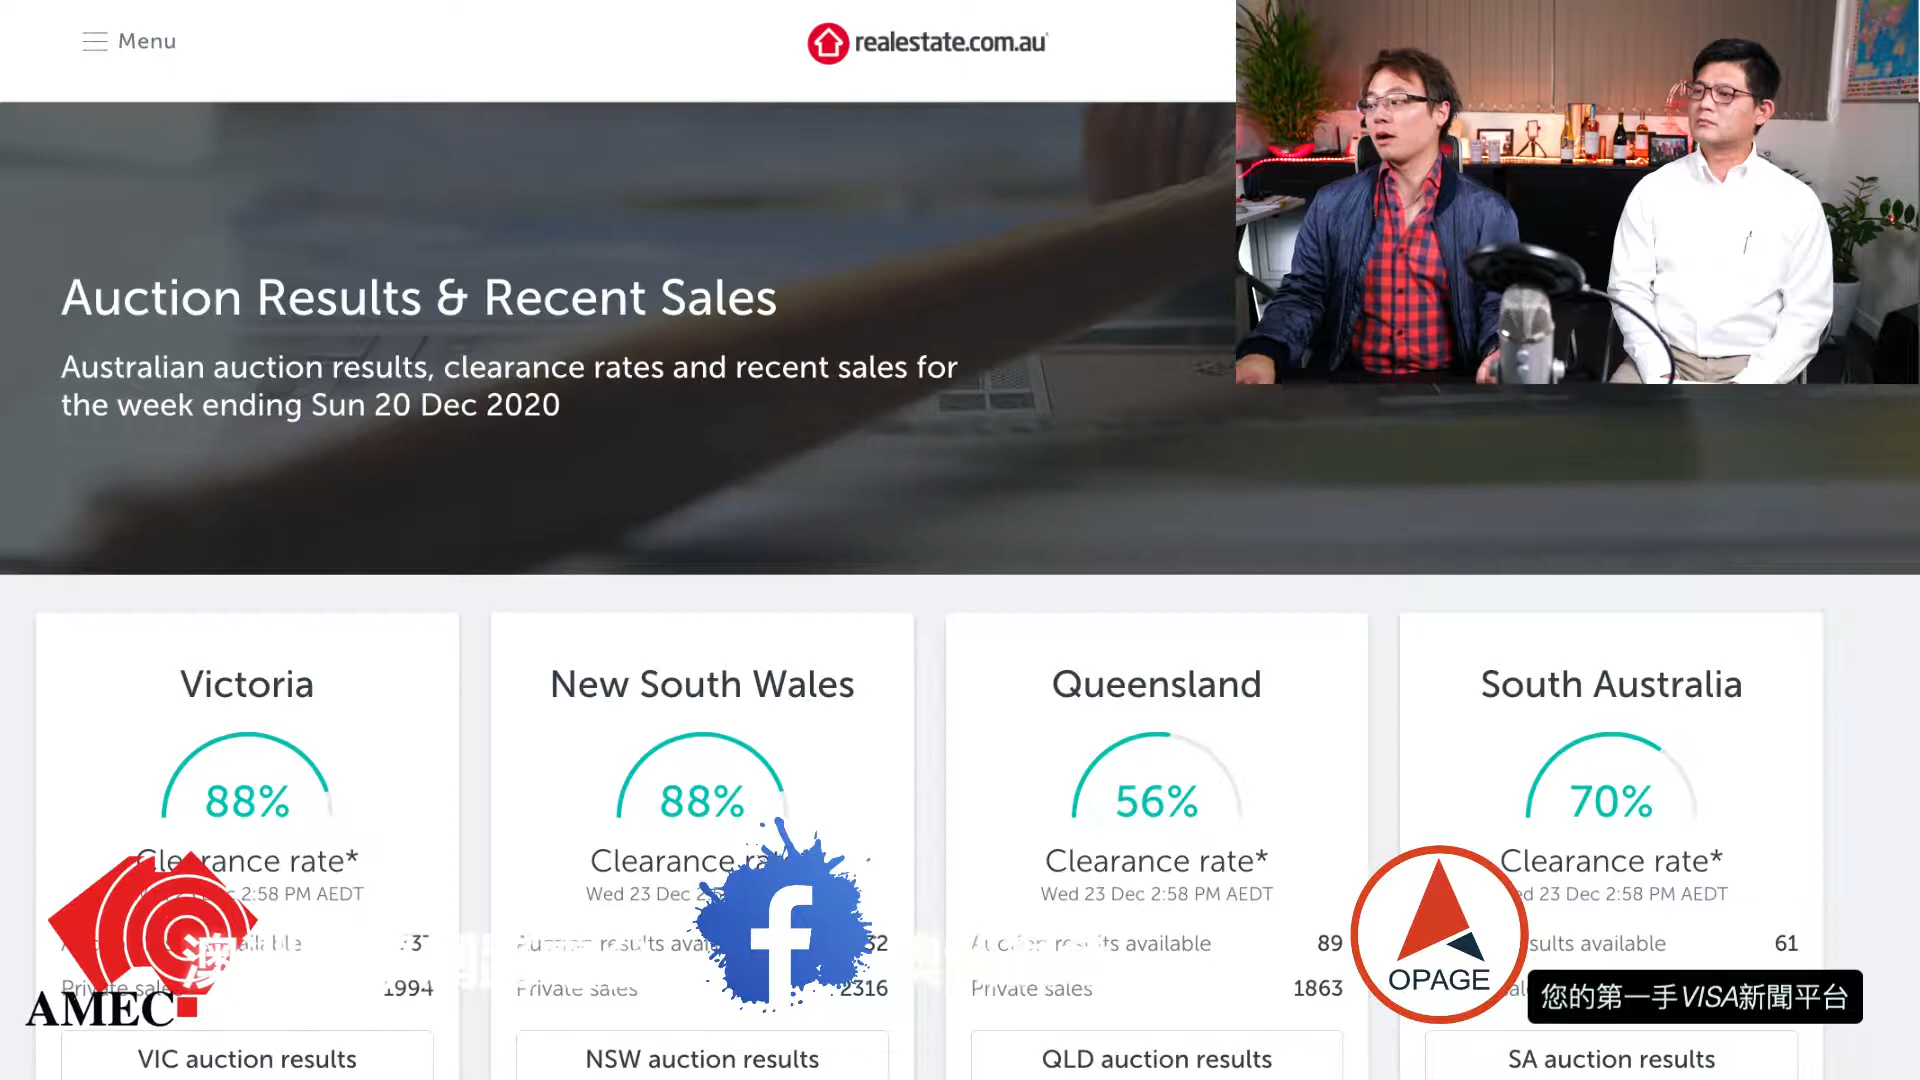 Menu
realestate.com.au
Auction Results & Recent Sales
Australian auction results, clearance rates and recent sales for
the week ending Sun 20 Dec 2020
Victoria
New South Wales
Queensland
South Australia
88%
88%
56%
70%
Clearance rate*
Clearance
Clearance rate*
Clearance rate*
2:58 PM AEDT
Wed 23 Dec
Wed 23 Dec 2:58 PM AEDT
23 Dec 2:58 PM AEDT
results
results available
89
available
61
Private sales
1994
Private sales
2316
Private sales
1863
AMEC
OPAGE
您的第一手VISA新聞平台
VIC auction results
NSW auction results
QLD auction results
SA auction results